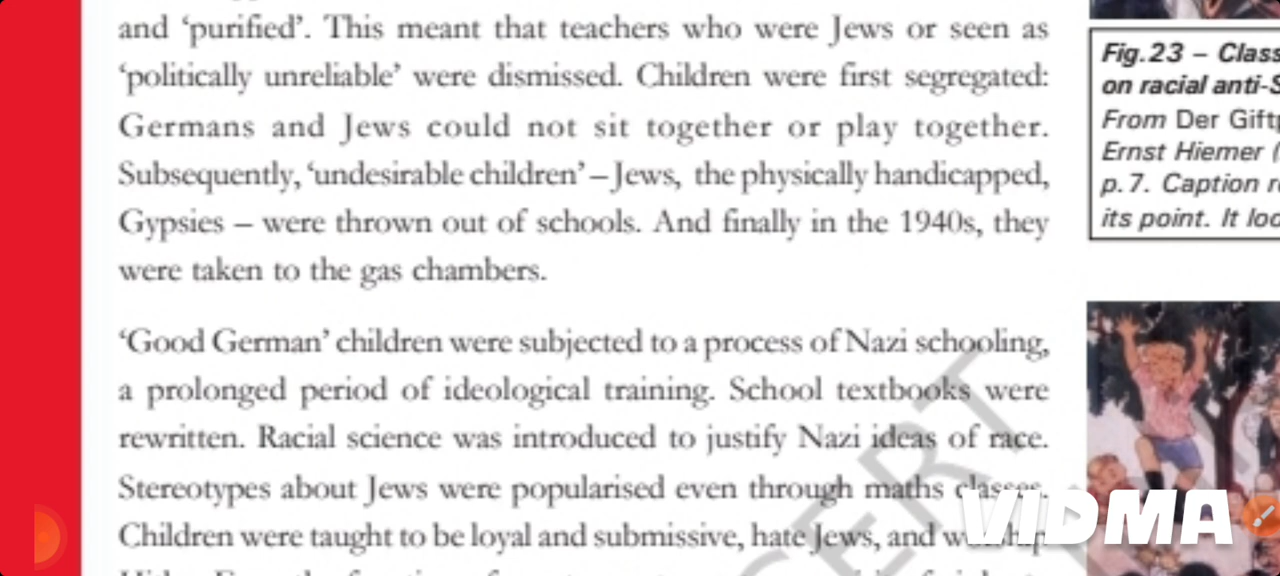 and ‘purified’. This meant that teachers who were Jews or seen as
‘politically unreliable’ were dismissed. Children were first segregated:
Germans and Jews could not sit together or play together.
Subsequently, ‘undesirable children’ – Jews, the physically handicapped,
Gypsies – were thrown out of schools. And finally in the 1940s, they
were taken to the gas chambers.
‘Good German’ children were subjected to a process of Nazi schooling,
a prolonged period of ideological training. School textbooks were
rewritten. Racial science was introduced to justify Nazi ideas of race.
Stereotypes about Jews were popularised even through maths classes.
Children were taught to be loyal and submissive, hate Jews, and worship
Fig.23 – Class
on racial anti-S
From Der Giftp
Ernst Hiemer (
p.7. Caption r
its point. It loo
CERT
VIDMA